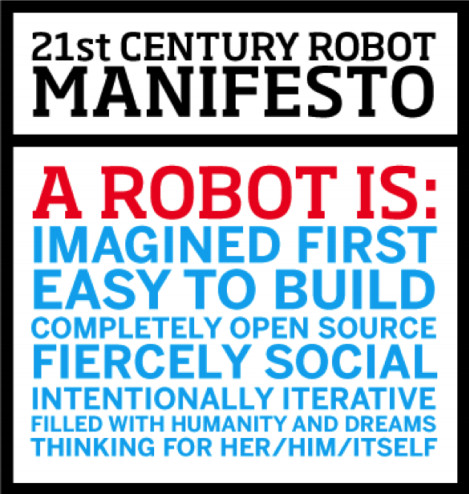 21st CENTURY ROBOT
MANIFESTO
A ROBOT IS:
IMAGINED FIRST
EASY TO BUILD
COMPLETELY OPEN SOURCE
FIERCELY SOCIAL
INTENTIONALLY ITERATIVE
FILLED WITH HUMANITY AND DREAMS
THINKING FOR HER/HIM/ITSELF